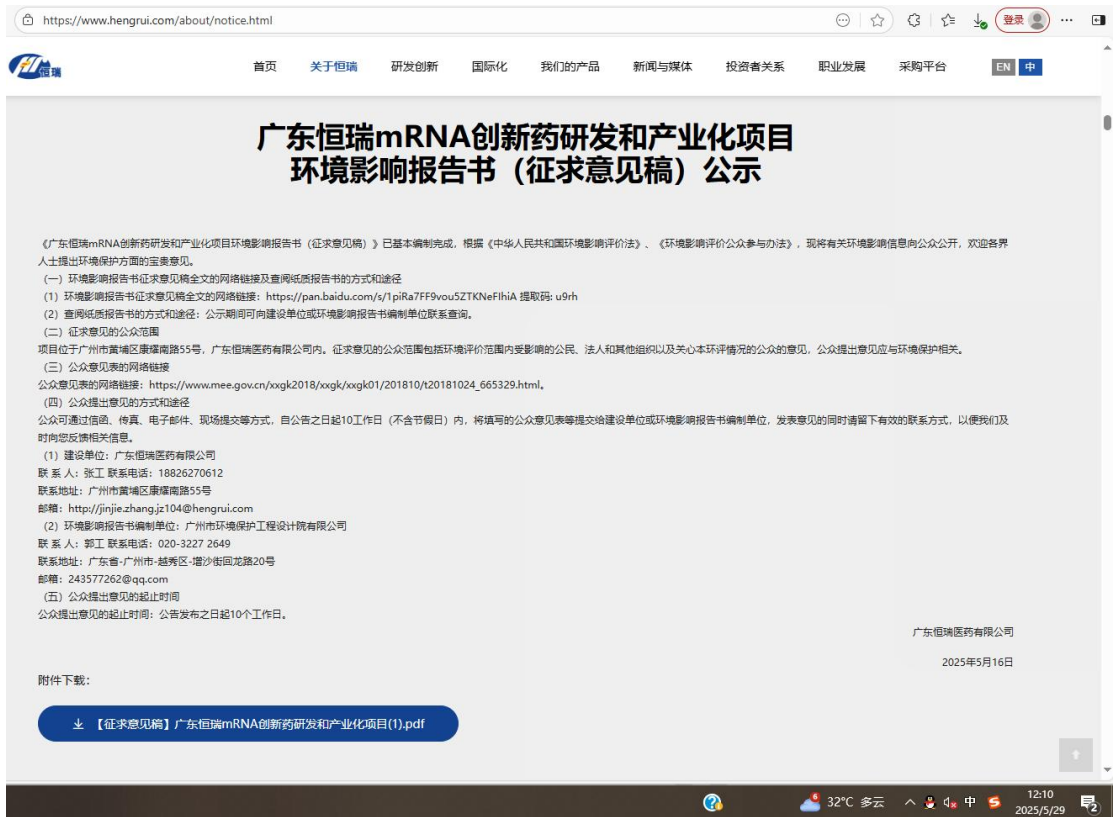 https://www.hengrui.com/about/notice.html
登录
恒瑞
首页 关于恒瑞 研发创新 国际化 我们的产品 新闻与媒体 投资者关系 职业发展 采购平台 EN 中
广东恒瑞mRNA创新药研发和产业化项目
环境影响报告书（征求意见稿）公示
《广东恒瑞mRNA创新药研发和产业化项目环境影响报告书（征求意见稿）》已基本编制完成，根据《中华人民共和国环境影响评价法》、《环境影响评价公众参与办法》，现将有关环境影响信息向公众公开，欢迎各界
人士提出环境保护方面的宝贵意见。
（一）环境影响报告书征求意见稿全文的网络链接及查阅纸质报告书的方式和途径
（1）环境影响报告书征求意见稿全文的网络链接：https://pan.baidu.com/s/1piRa7FF9vou5ZTKNeFIhiA 提取码: u9rh
（2）查阅纸质报告书的方式和途径：公示期间可向建设单位或环境影响报告书编制单位联系查询。
（二）征求意见的公众范围
项目位于广州市黄埔区康耀南路55号，广东恒瑞医药有限公司内。征求意见的公众范围包括环境评价范围内受影响的公民、法人和其他组织以及关心本环评情况的公众的意见，公众提出意见应与环境保护相关。
（三）公众意见表的网络链接
公众意见表的网络链接：https://www.mee.gov.cn/xxgk2018/xxgk/xxgk01/201810/t20181024_665329.html。
（四）公众提出意见的方式和途径
公众可通过信函、传真、电子邮件、现场提交等方式，自公告之日起10工作日（不含节假日）内，将填写的公众意见表等提交给建设单位或环境影响报告书编制单位，发表意见的同时请留下有效的联系方式，以便我们及
时向您反馈相关信息。
（1）建设单位：广东恒瑞医药有限公司
联 系 人：张工 联系电话：18826270612
联系地址：广州市黄埔区康耀南路55号
邮箱：http://jinjie.zhang.jz104@hengrui.com
（2）环境影响报告书编制单位：广州市环境保护工程设计院有限公司
联 系 人：郭工 联系电话：020-3227 2649
联系地址：广东省-广州市-越秀区-增沙街回龙路20号
邮箱：243577262@qq.com
（五）公众提出意见的起止时间
公众提出意见的起止时间：公告发布之日起10个工作日。
广东恒瑞医药有限公司
2025年5月16日
附件下载：
【征求意见稿】广东恒瑞mRNA创新药研发和产业化项目(1).pdf
6 32°C 多云 中 12:10
2025/5/29 2